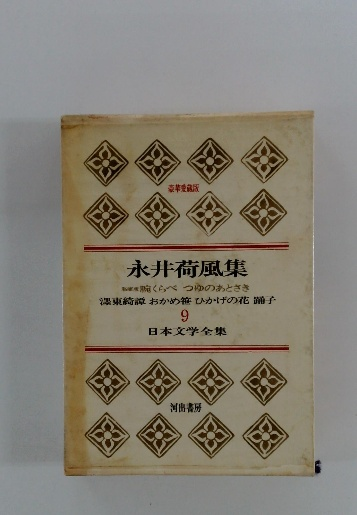 豪華愛蔵版
永井荷風集
腕くらべ つゆのあとさき
濹東綺譚 おかめ笹 ひかげの花 踊子
9
日本文学全集
河出書房